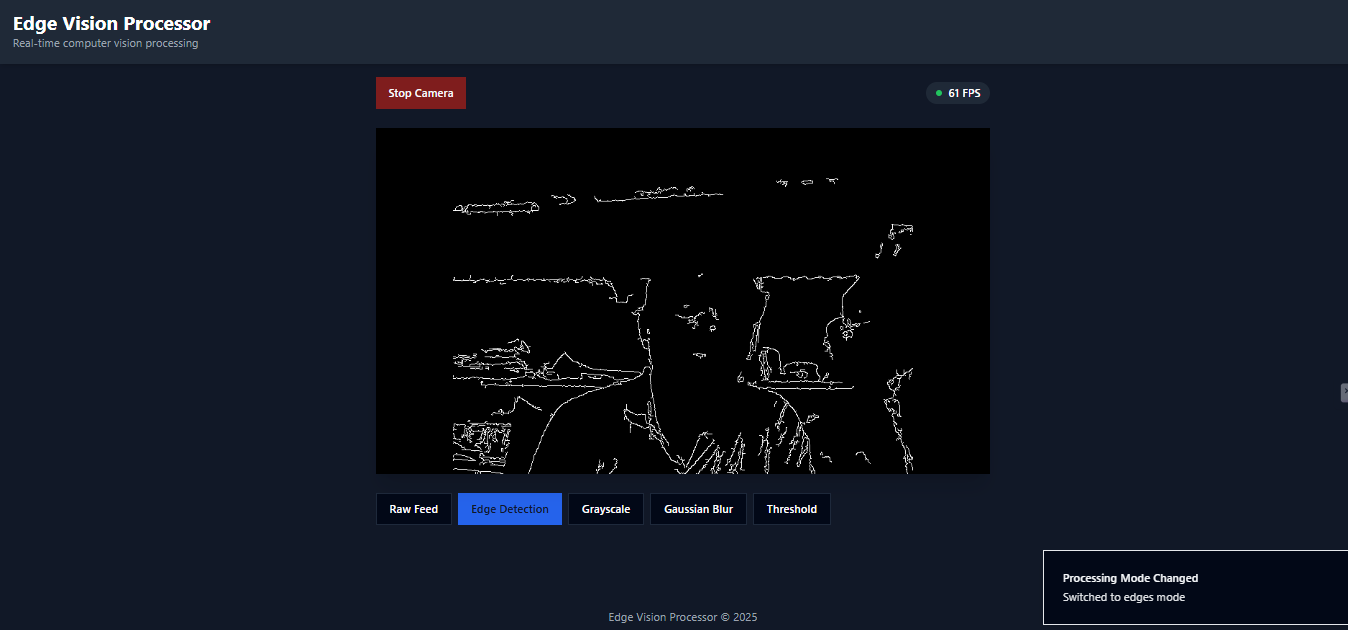 Edge Vision Processor
Real-time computer vision processing
Stop Camera
61 FPS
Raw Feed
Edge Detection
Grayscale
Gaussian Blur
Threshold
Processing Mode Changed
Switched to edges mode
Edge Vision Processor © 2025